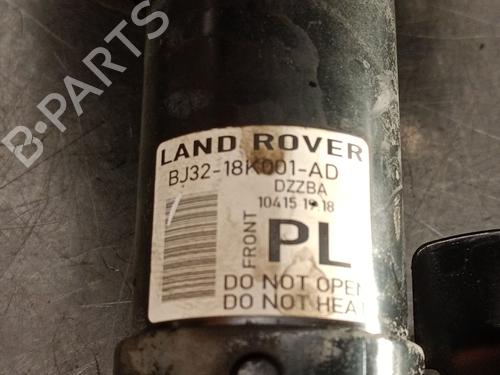 B-PARTS
LAND ROVER
BJ32-18K001-AD
DZZBA
10415 19 18
FRONT
PL
DO NOT OPEN
DO NOT HEAT